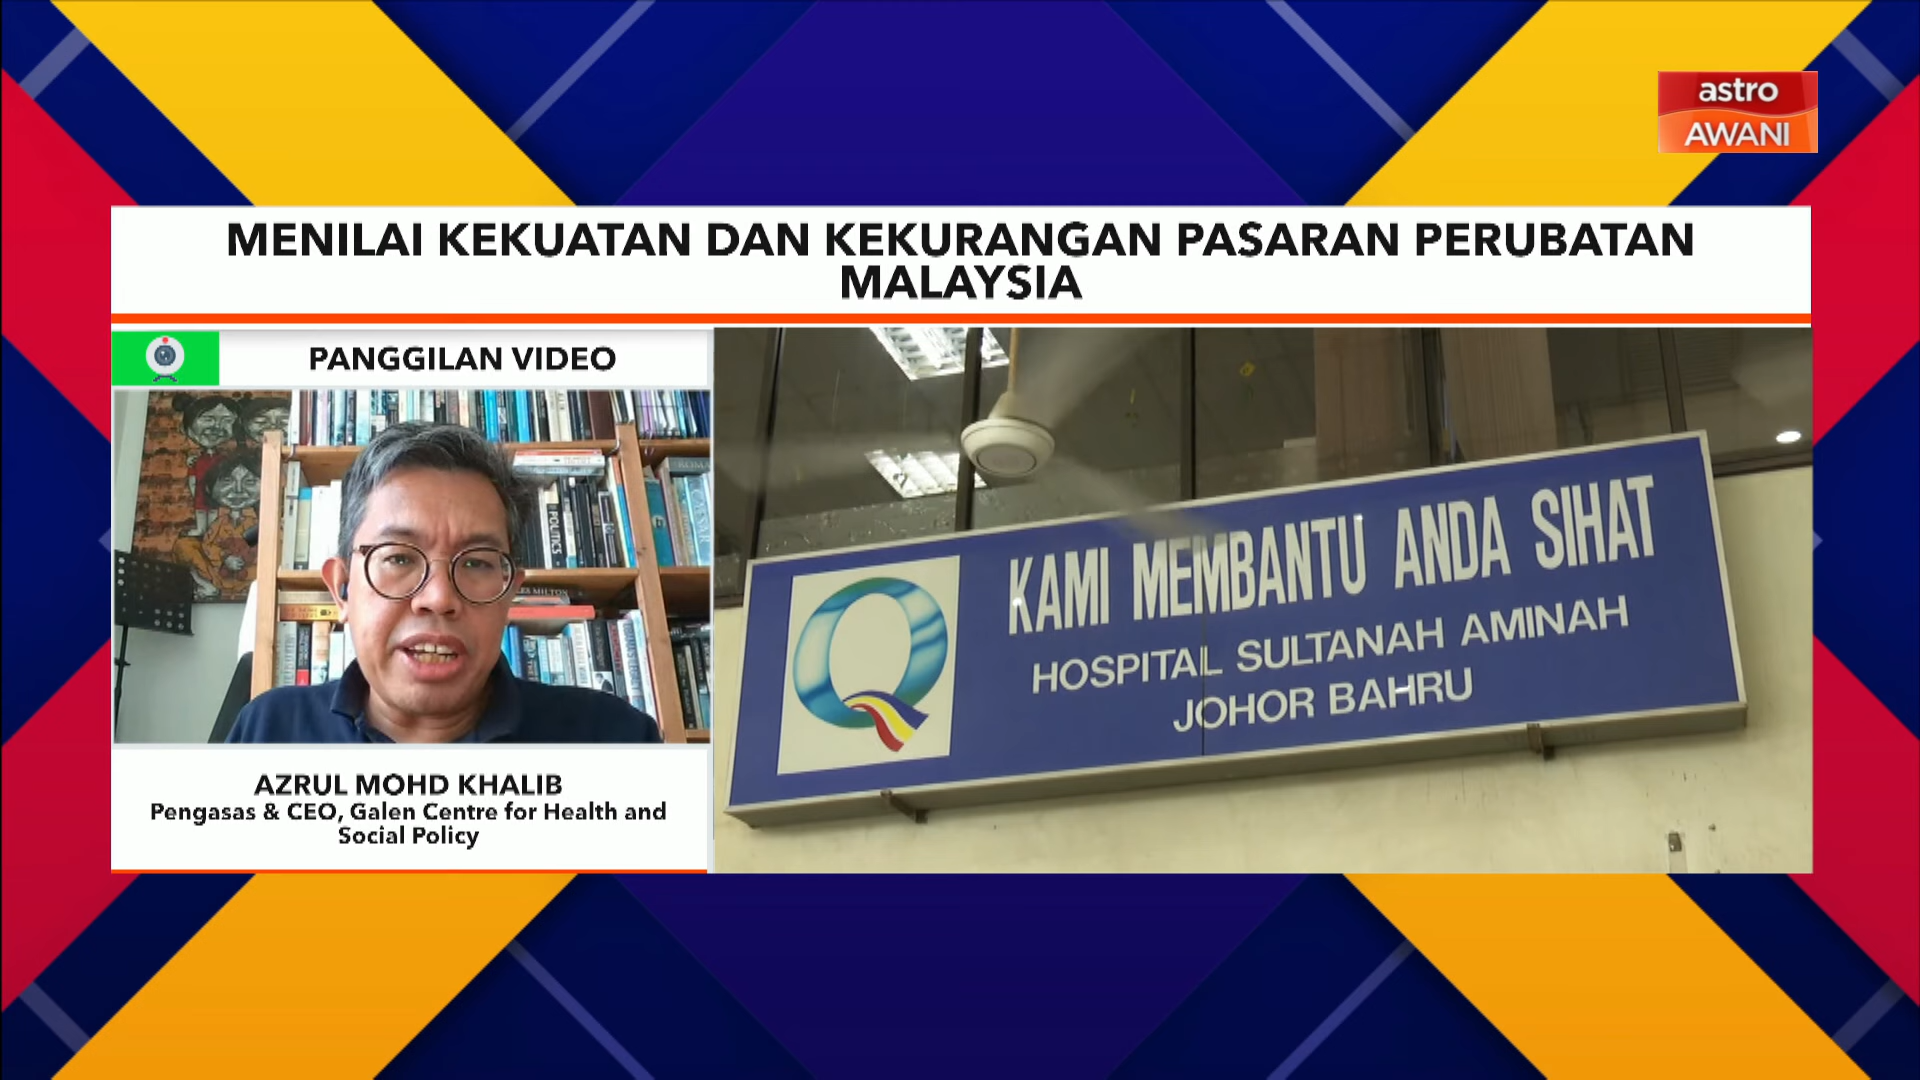 astro
AWANI
MENILAI KEKUATAN DAN KEKURANGAN PASARAN PERUBATAN
MALAYSIA
PANGGILAN VIDEO
POLITICS
AZRUL MOHD KHALIB
Pengasas & CEO, Galen Centre for Health and
Social Policy
KAMI MEMBANTU ANDA SIHAT
HOSPITAL SULTANAH AMINAH
JOHOR BAHRU